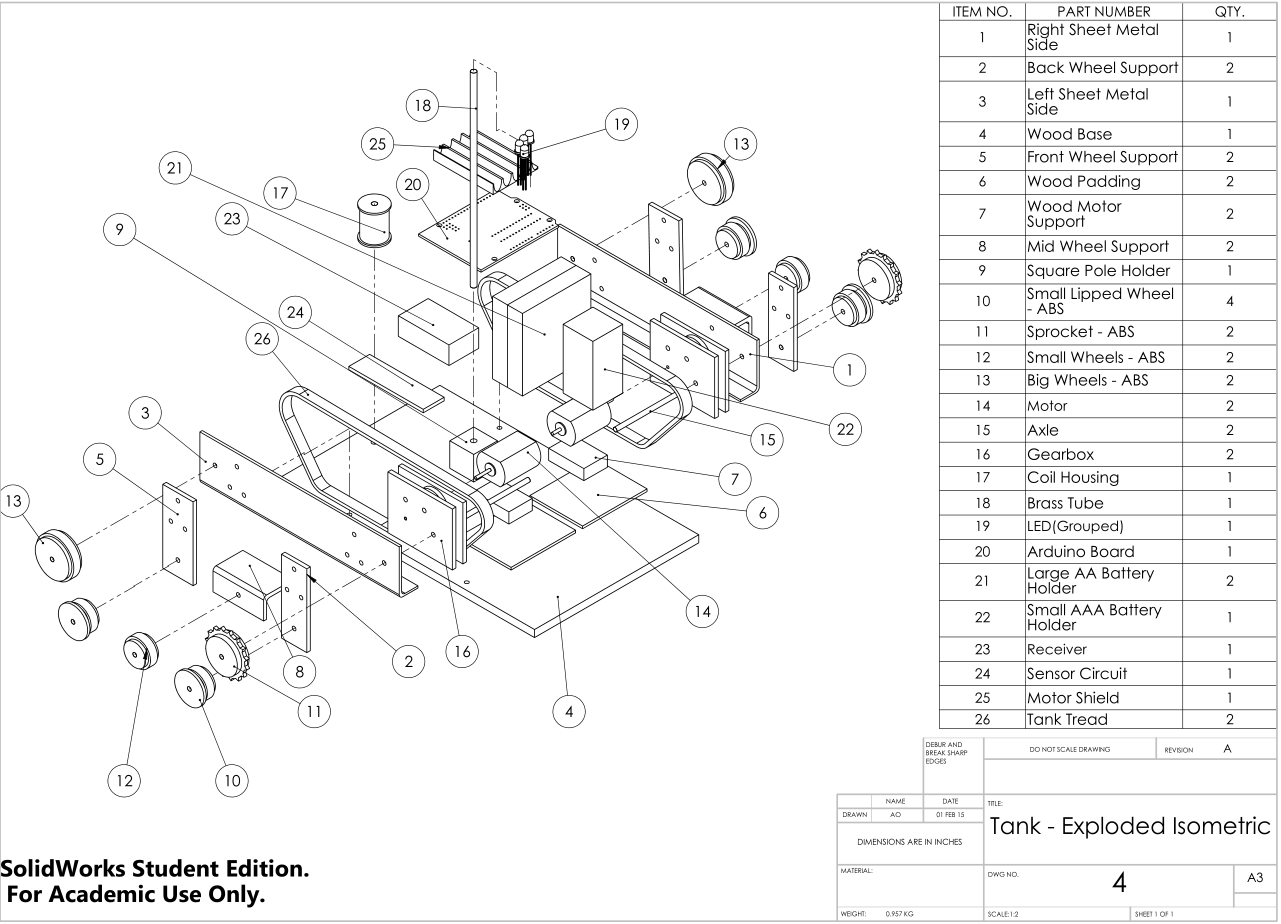 ITEM NO. PART NUMBER QTY.
1 Right Sheet Metal Side 1
2 Back Wheel Support 2
3 Left Sheet Metal Side 1
4 Wood Base 1
5 Front Wheel Support 2
6 Wood Padding 2
7 Wood Motor Support 2
8 Mid Wheel Support 2
9 Square Pole Holder 1
10 Small Lipped Wheel - ABS 4
11 Sprocket - ABS 2
12 Small Wheels - ABS 2
13 Big Wheels - ABS 2
14 Motor 2
15 Axle 2
16 Gearbox 2
17 Coil Housing 1
18 Brass Tube 1
19 LED(Grouped) 1
20 Arduino Board 1
21 Large AA Battery Holder 2
22 Small AAA Battery Holder 1
23 Receiver 1
24 Sensor Circuit 1
25 Motor Shield 1
26 Tank Tread 2
18
19
25
13
21
20
17
23
9
24
26
1
3
22
15
5
7
13
6
14
16
2
8
11
4
12
10
DEBUR AND
BREAK SHARP
EDGES
DO NOT SCALE DRAWING
REVISION A
NAME DATE
DRAWN AO 01 FEB 15
DIMENSIONS ARE IN INCHES
MATERIAL:
WEIGHT: 0.957 KG
TITLE:
Tank - Exploded Isometric
DWG NO.
4
A3
SCALE:1:2
SHEET 1 OF 1
SolidWorks Student Edition.
For Academic Use Only.